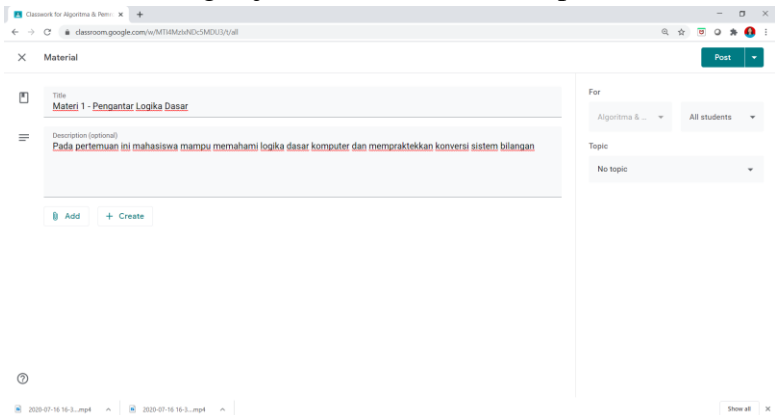 Classwork for Algoritma & Pem
classroom.google.com/w/MTI4MzIxNDc5MDU3/t/all
Material
Post
Title
Materi 1 - Pengantar Logika Dasar
Description (optional)
Pada pertemuan ini mahasiswa mampu memahami logika dasar komputer dan mempraktekkan konversi sistem bilangan
Add + Create
For
Algoritma & ... All students
Topic
No topic
2020-07-16 16-3....mp4 2020-07-16 16-3....mp4 Show all